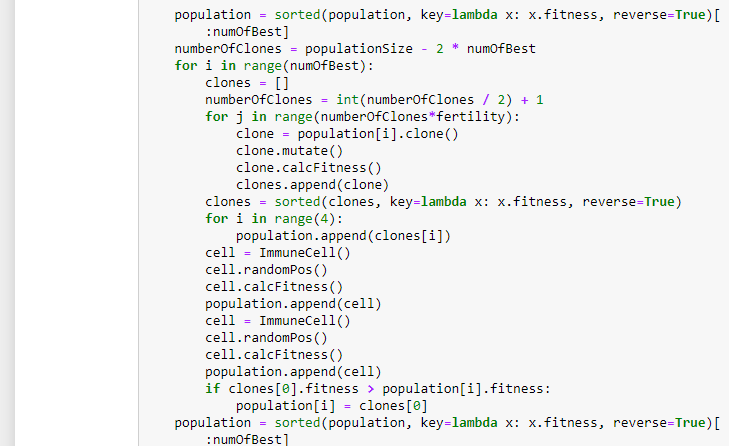 population = sorted(population, key=lambda x: x.fitness, reverse=True)[
:numOfBest]
numberOfClones = populationSize - 2 * numOfBest
for i in range(numOfBest):
clones = []
numberOfClones = int(numberOfClones / 2) + 1
for j in range(numberOfClones*fertility):
clone = population[i].clone()
clone.mutate()
clone.calcFitness()
clones.append(clone)
clones = sorted(clones, key=lambda x: x.fitness, reverse=True)
for i in range(4):
population.append(clones[i])
cell = ImmuneCell()
cell.randomPos()
cell.calcFitness()
population.append(cell)
cell = ImmuneCell()
cell.randomPos()
cell.calcFitness()
population.append(cell)
if clones[0].fitness > population[i].fitness:
population[i] = clones[0]
population = sorted(population, key=lambda x: x.fitness, reverse=True)[
:numOfBest]